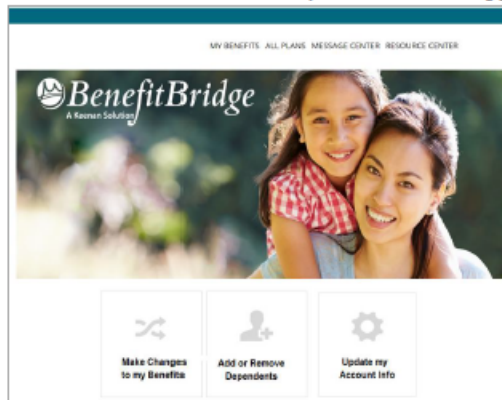 MY BENEFITS ALL PLANS MESSAGE CENTER RESOURCE CENTER
BenefitBridge
A Keenan Solution
Make Changes
to my Benefits
Add or Remove
Dependents
Update my
Account Info